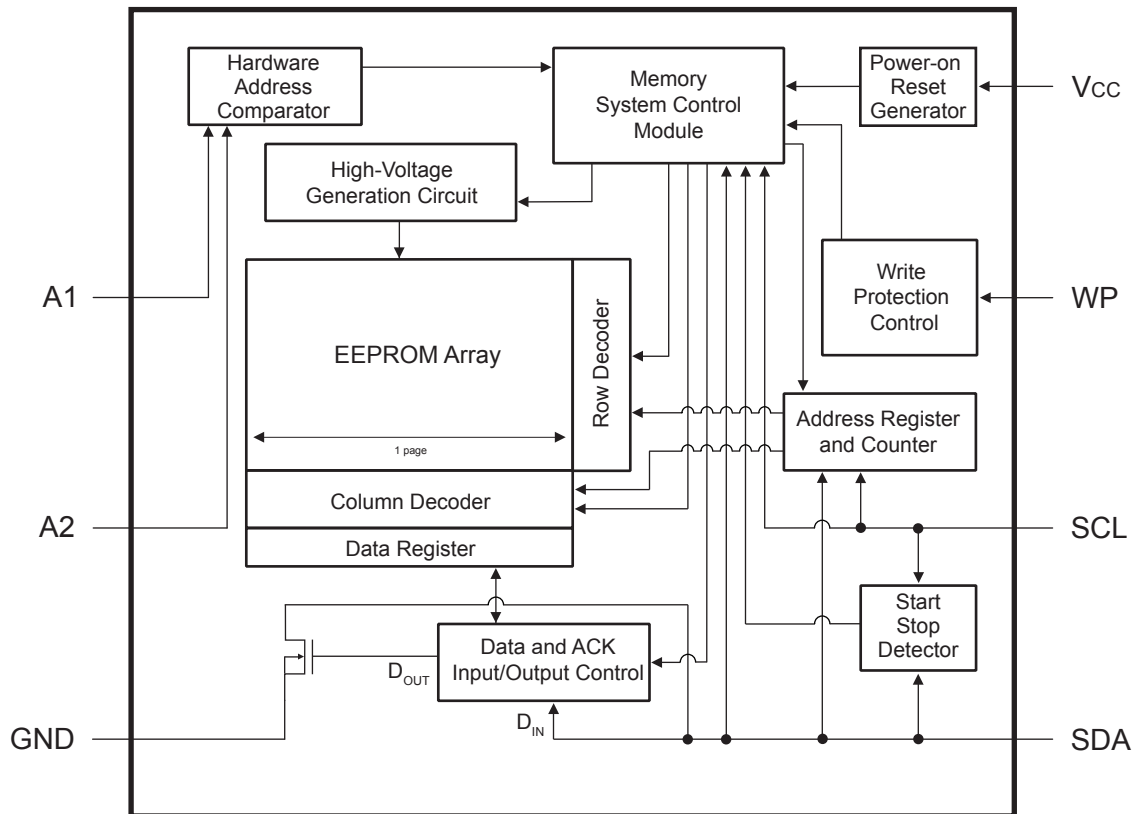 Hardware
Address
Comparator
Memory
System Control
Module
Power-on
Reset
Generator
VCC
High-Voltage
Generation Circuit
A1
EEPROM Array
1 page
Row Decoder
Write
Protection
Control
WP
Address Register
and Counter
A2
Column Decoder
Data Register
SCL
Start
Stop
Detector
Data and ACK
Input/Output Control
DOUT
DIN
GND
SDA